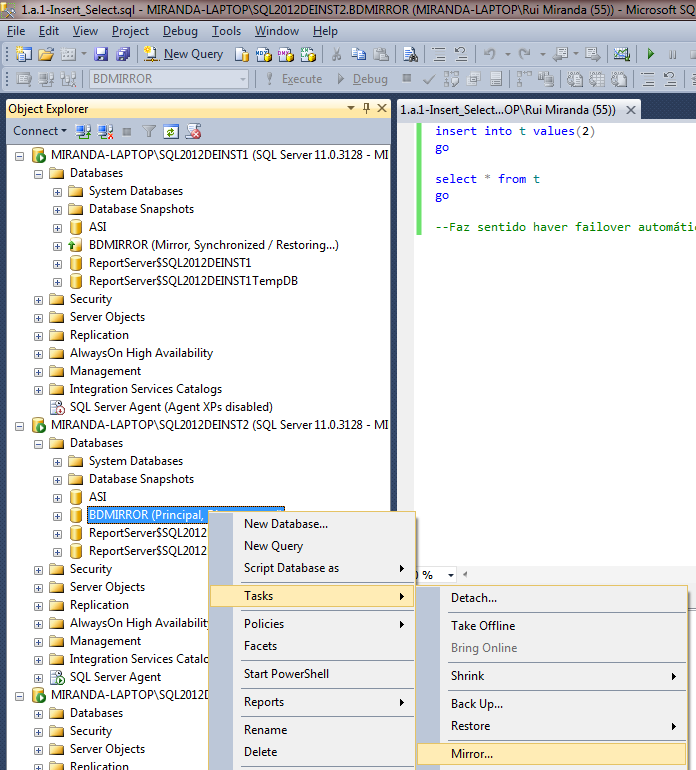 1.a.1-Insert_Select.sql - MIRANDA-LAPTOP\SQL2012DEINST2.BDMIRROR (MIRANDA-LAPTOP\Rui Miranda (55)) - Microsoft SQ
File Edit View Project Debug Tools Window Help
New Query
BDMIRROR Execute Debug
Object Explorer
Connect
MIRANDA-LAPTOP\SQL2012DEINST1 (SQL Server 11.0.3128 - MI
Databases
System Databases
Database Snapshots
ASI
BDMIRROR (Mirror, Synchronized / Restoring...)
ReportServer$SQL2012DEINST1
ReportServer$SQL2012DEINST1TempDB
Security
Server Objects
Replication
AlwaysOn High Availability
Management
Integration Services Catalogs
SQL Server Agent (Agent XPs disabled)
MIRANDA-LAPTOP\SQL2012DEINST2 (SQL Server 11.0.3128 - MI
Databases
System Databases
Database Snapshots
ASI
BDMIRROR (Principal,
ReportServer$SQL2012
ReportServer$SQL2012
Security
Server Objects
Replication
AlwaysOn High Availability
Management
Integration Services Catalo
SQL Server Agent
MIRANDA-LAPTOP\SQL2012D
Databases
Security
Server Objects
Replication
1.a.1-Insert_Select...OP\Rui Miranda (55))
insert into t values(2)
go
select * from t
go
--Faz sentido haver failover automáti
%
New Database...
New Query
Script Database as
Tasks
Policies
Facets
Start PowerShell
Reports
Rename
Delete
Detach...
Take Offline
Bring Online
Shrink
Back Up...
Restore
Mirror...